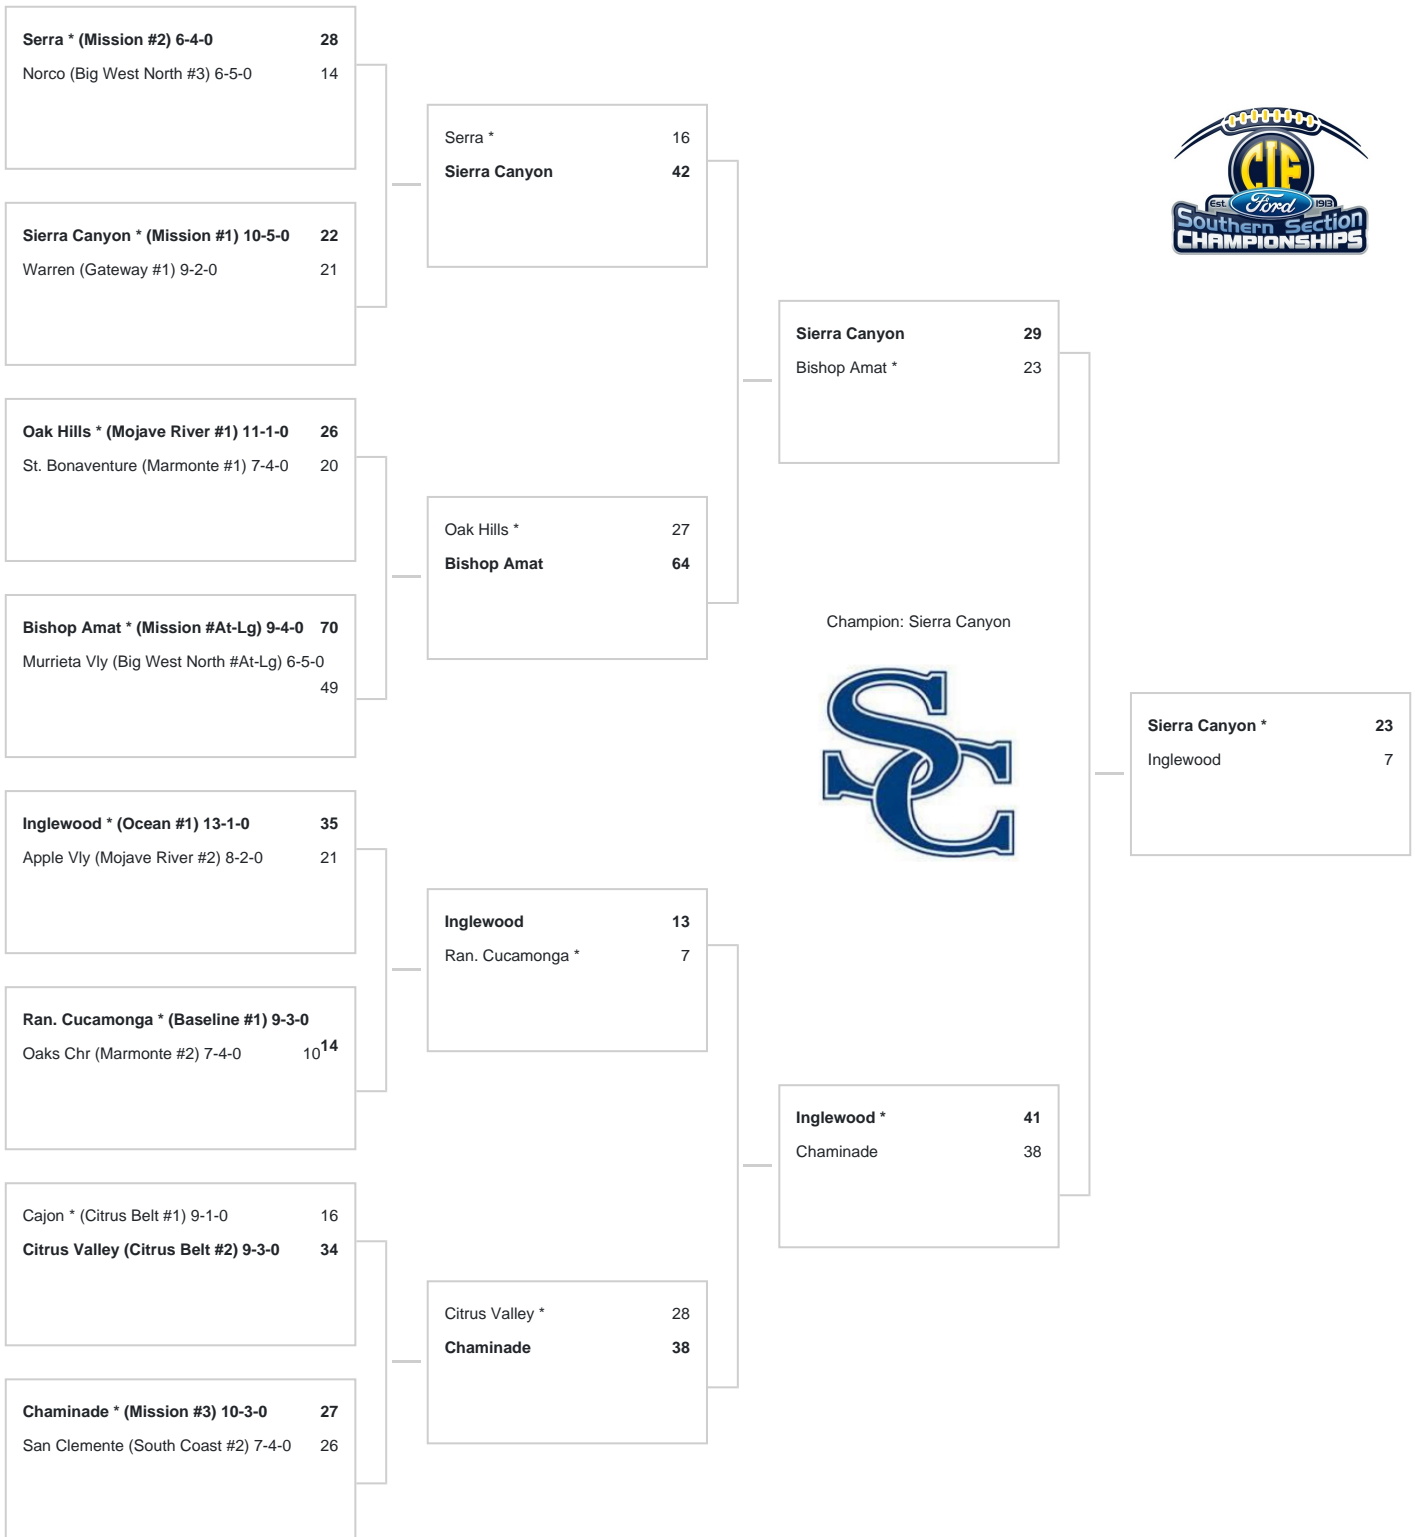 Serra * (Mission #2) 6-4-0 28
Norco (Big West North #3) 6-5-0 14
Sierra Canyon * (Mission #1) 10-5-0 22
Warren (Gateway #1) 9-2-0 21
Oak Hills * (Mojave River #1) 11-1-0 26
St. Bonaventure (Marmonte #1) 7-4-0 20
Bishop Amat * (Mission #At-Lg) 9-4-0 70
Murrieta Vly (Big West North #At-Lg) 6-5-0
49
Inglewood * (Ocean #1) 13-1-0 35
Apple Vly (Mojave River #2) 8-2-0 21
Ran. Cucamonga * (Baseline #1) 9-3-0
14
Oaks Chr (Marmonte #2) 7-4-0 10
Cajon * (Citrus Belt #1) 9-1-0 16
Citrus Valley (Citrus Belt #2) 9-3-0 34
Chaminade * (Mission #3) 10-3-0 27
San Clemente (South Coast #2) 7-4-0 26
Serra * 16
Sierra Canyon 42
Oak Hills * 27
Bishop Amat 64
Inglewood 13
Ran. Cucamonga * 7
Citrus Valley * 28
Chaminade 38
Sierra Canyon 29
Bishop Amat * 23
Inglewood * 41
Chaminade 38
Champion: Sierra Canyon
SC
Sierra Canyon * 23
Inglewood 7
CIF
Est. Ford 1913
Southern Section
CHAMPIONSHIPS